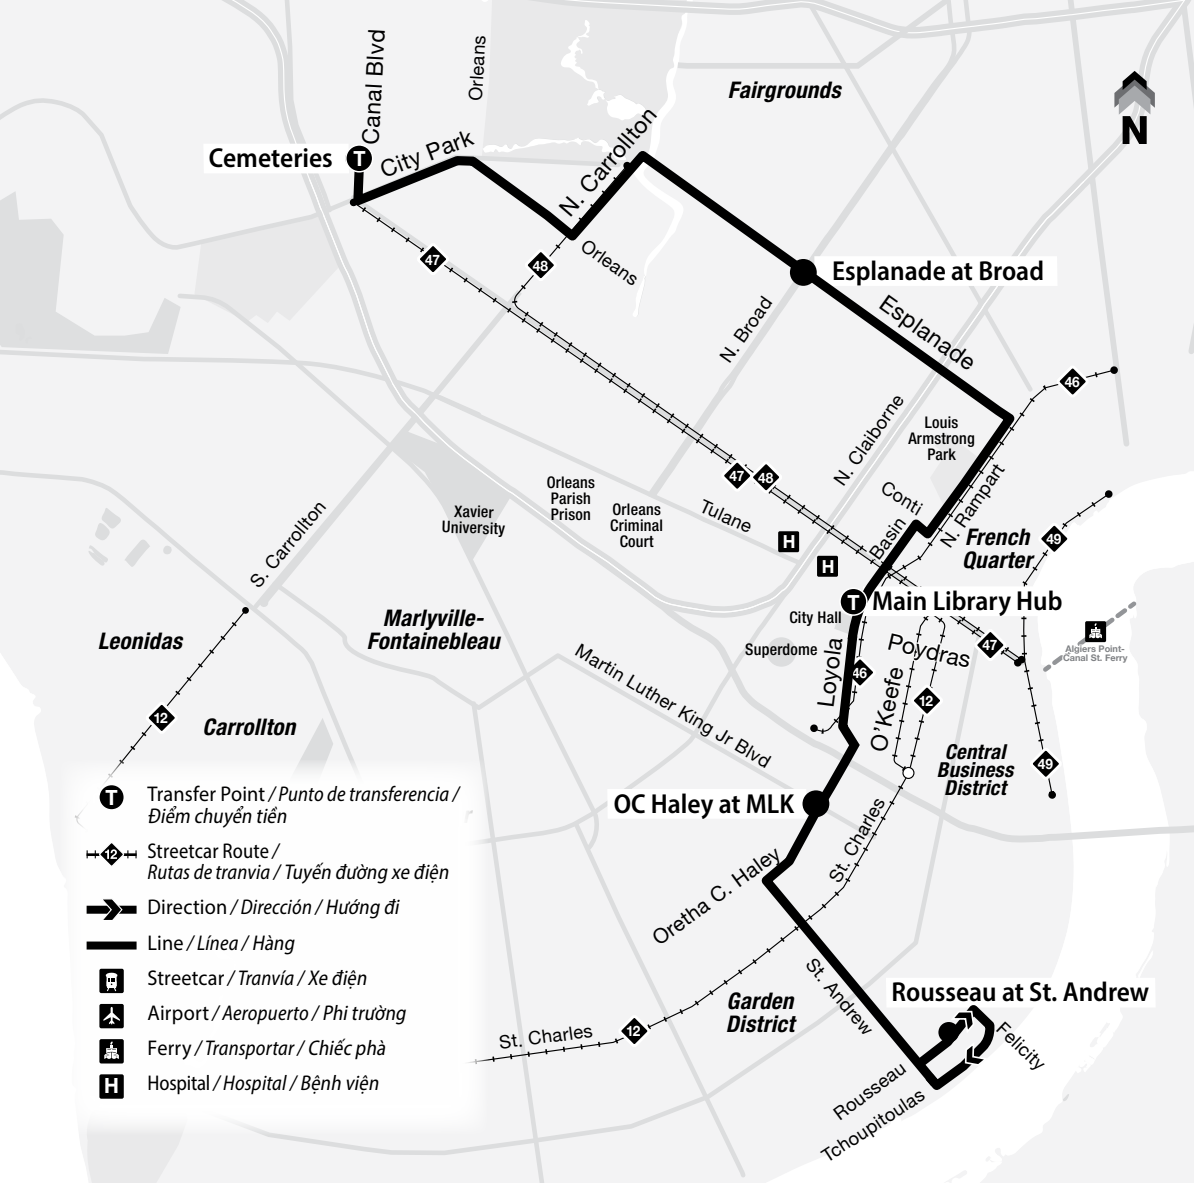 Canal Blvd
Orleans
Fairgrounds
N
Cemeteries
T
City Park
N. Carrollton
47
48
Orleans
Esplanade at Broad
Esplanade
N. Broad
46
N. Claiborne
Louis
Armstrong
Park
47
48
Orleans
Parish
Prison
Orleans
Criminal
Court
Xavier
University
Tulane
Conti
Basin
N. Rampart
French
Quarter
49
H
H
S. Carrollton
T
Main Library Hub
City Hall
Marlyville-
Fontainebleau
Leonidas
Superdome
Poydras
47
Algiers Point-
Canal St. Ferry
Loyola
46
O'Keefe
12
Martin Luther King Jr Blvd
12
Carrollton
Central
Business
District
49
OC Haley at MLK
St. Charles
Oretha C. Haley
St. Andrew
Garden
District
Rousseau at St. Andrew
St. Charles
12
Felicity
Rousseau
Tchoupitoulas
T
Transfer Point / Punto de transferencia /
Điểm chuyển tiền
12
Streetcar Route /
Rutas de tranvia / Tuyến đường xe điện
Direction / Dirección / Hướng đi
Line / Línea / Hàng
Streetcar / Tranvía / Xe điện
Airport / Aeropuerto / Phi trường
Ferry / Transportar / Chiếc phà
H
Hospital / Hospital / Bệnh viện